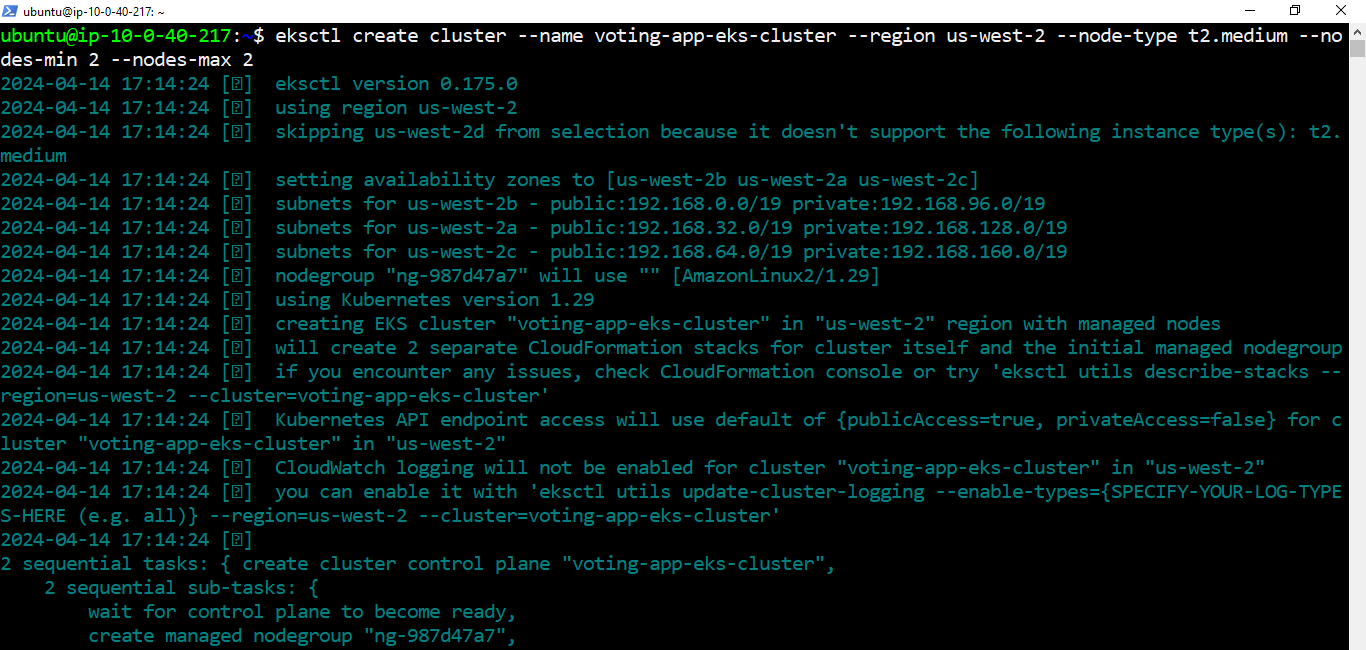 ubuntu@ip-10-0-40-217: ~
ubuntu@ip-10-0-40-217:~$ eksctl create cluster --name voting-app-eks-cluster --region us-west-2 --node-type t2.medium --no
des-min 2 --nodes-max 2
2024-04-14 17:14:24 [⍰]  eksctl version 0.175.0
2024-04-14 17:14:24 [⍰]  using region us-west-2
2024-04-14 17:14:24 [⍰]  skipping us-west-2d from selection because it doesn't support the following instance type(s): t2.
medium
2024-04-14 17:14:24 [⍰]  setting availability zones to [us-west-2b us-west-2a us-west-2c]
2024-04-14 17:14:24 [⍰]  subnets for us-west-2b - public:192.168.0.0/19 private:192.168.96.0/19
2024-04-14 17:14:24 [⍰]  subnets for us-west-2a - public:192.168.32.0/19 private:192.168.128.0/19
2024-04-14 17:14:24 [⍰]  subnets for us-west-2c - public:192.168.64.0/19 private:192.168.160.0/19
2024-04-14 17:14:24 [⍰]  nodegroup "ng-987d47a7" will use "" [AmazonLinux2/1.29]
2024-04-14 17:14:24 [⍰]  using Kubernetes version 1.29
2024-04-14 17:14:24 [⍰]  creating EKS cluster "voting-app-eks-cluster" in "us-west-2" region with managed nodes
2024-04-14 17:14:24 [⍰]  will create 2 separate CloudFormation stacks for cluster itself and the initial managed nodegroup
2024-04-14 17:14:24 [⍰]  if you encounter any issues, check CloudFormation console or try 'eksctl utils describe-stacks --
region=us-west-2 --cluster=voting-app-eks-cluster'
2024-04-14 17:14:24 [⍰]  Kubernetes API endpoint access will use default of {publicAccess=true, privateAccess=false} for c
luster "voting-app-eks-cluster" in "us-west-2"
2024-04-14 17:14:24 [⍰]  CloudWatch logging will not be enabled for cluster "voting-app-eks-cluster" in "us-west-2"
2024-04-14 17:14:24 [⍰]  you can enable it with 'eksctl utils update-cluster-logging --enable-types={SPECIFY-YOUR-LOG-TYPE
S-HERE (e.g. all)} --region=us-west-2 --cluster=voting-app-eks-cluster'
2024-04-14 17:14:24 [⍰]
2 sequential tasks: { create cluster control plane "voting-app-eks-cluster",
    2 sequential sub-tasks: {
        wait for control plane to become ready,
        create managed nodegroup "ng-987d47a7",